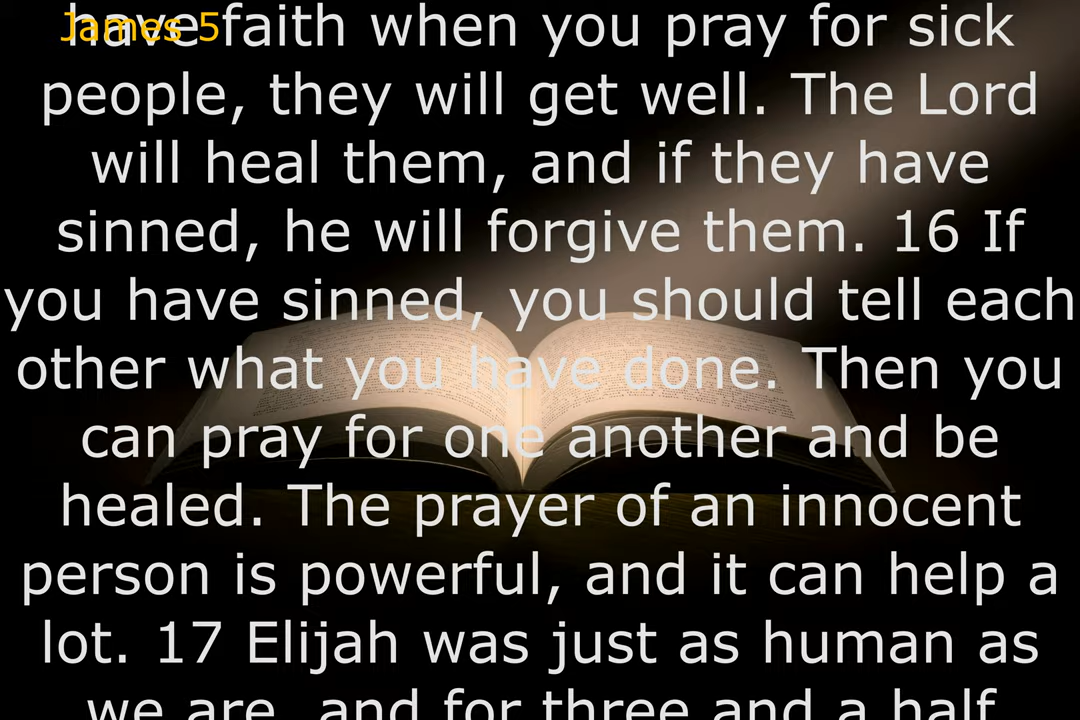 James 5
have faith when you pray for sick
people, they will get well. The Lord
will heal them, and if they have
sinned, he will forgive them. 16 If
you have sinned, you should tell each
other what you have done. Then you
can pray for one another and be
healed. The prayer of an innocent
person is powerful, and it can help a
lot. 17 Elijah was just as human as
we are, and for three and a half